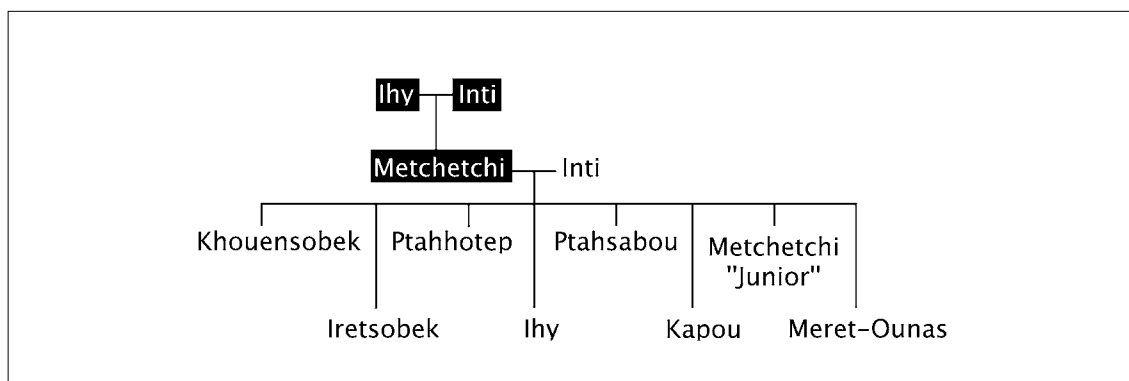 Ihy Inti
Metchetchi Inti
Khouensobek Ptahhotep Ptahsabou Metchetchi
"Junior"
Iretsobek Ihy Kapou Meret-Ounas